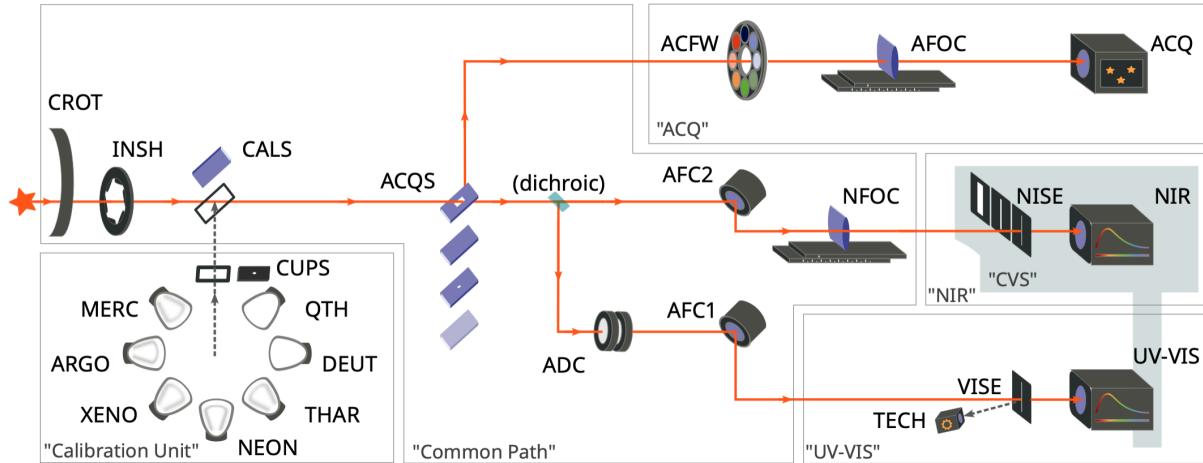 ACFW
AFOC
ACQ
"ACQ"
CROT
INSH
CALS
ACQS
(dichroic)
AFC2
NFOC
NISE
NIR
"CVS"
"NIR"
CUPS
MERC
QTH
ARGO
DEUT
XENO
THAR
NEON
"Calibration Unit"
ADC
AFC1
"Common Path"
VISE
UV-VIS
TECH
"UV-VIS"